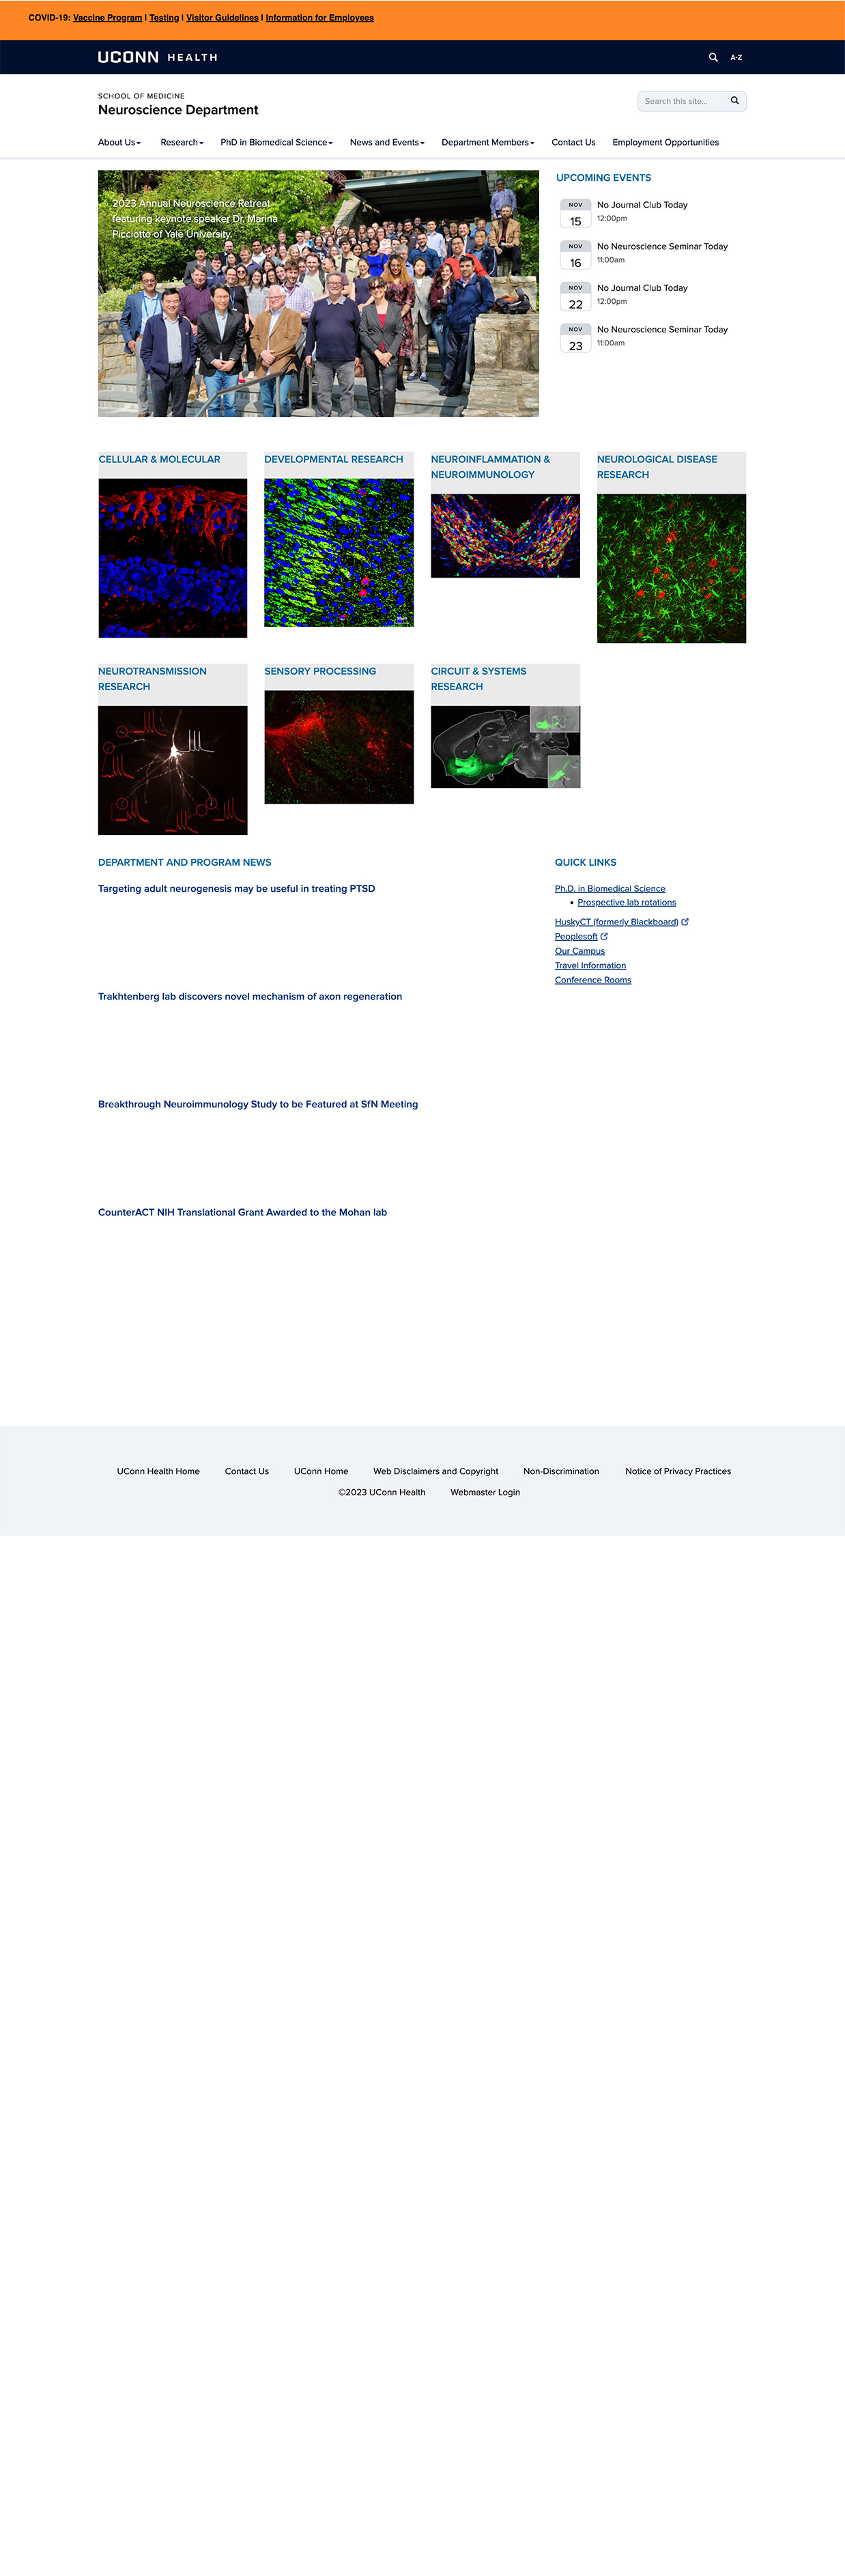 COVID-19: Vaccine Program | Testing | Visitor Guidelines | Information for Employees
UCONN HEALTH
A-Z
SCHOOL OF MEDICINE
Neuroscience Department
Search this site...
About Us
Research
PhD in Biomedical Science
News and Events
Department Members
Contact Us
Employment Opportunities
2023 Annual Neuroscience Retreat
featuring keynote speaker Dr. Marina
Picciotto of Yale University.
UPCOMING EVENTS
NOV
15
No Journal Club Today
12:00pm
NOV
16
No Neuroscience Seminar Today
11:00am
NOV
22
No Journal Club Today
12:00pm
NOV
23
No Neuroscience Seminar Today
11:00am
CELLULAR & MOLECULAR
DEVELOPMENTAL RESEARCH
NEUROINFLAMMATION &
NEUROIMMUNOLOGY
NEUROLOGICAL DISEASE
RESEARCH
NEUROTRANSMISSION
RESEARCH
SENSORY PROCESSING
CIRCUIT & SYSTEMS
RESEARCH
DEPARTMENT AND PROGRAM NEWS
Targeting adult neurogenesis may be useful in treating PTSD
Trakhtenberg lab discovers novel mechanism of axon regeneration
Breakthrough Neuroimmunology Study to be Featured at SfN Meeting
CounterACT NIH Translational Grant Awarded to the Mohan lab
QUICK LINKS
Ph.D. in Biomedical Science
• Prospective lab rotations
HuskyCT (formerly Blackboard)
Peoplesoft
Our Campus
Travel Information
Conference Rooms
UConn Health Home
Contact Us
UConn Home
Web Disclaimers and Copyright
Non-Discrimination
Notice of Privacy Practices
©2023 UConn Health
Webmaster Login